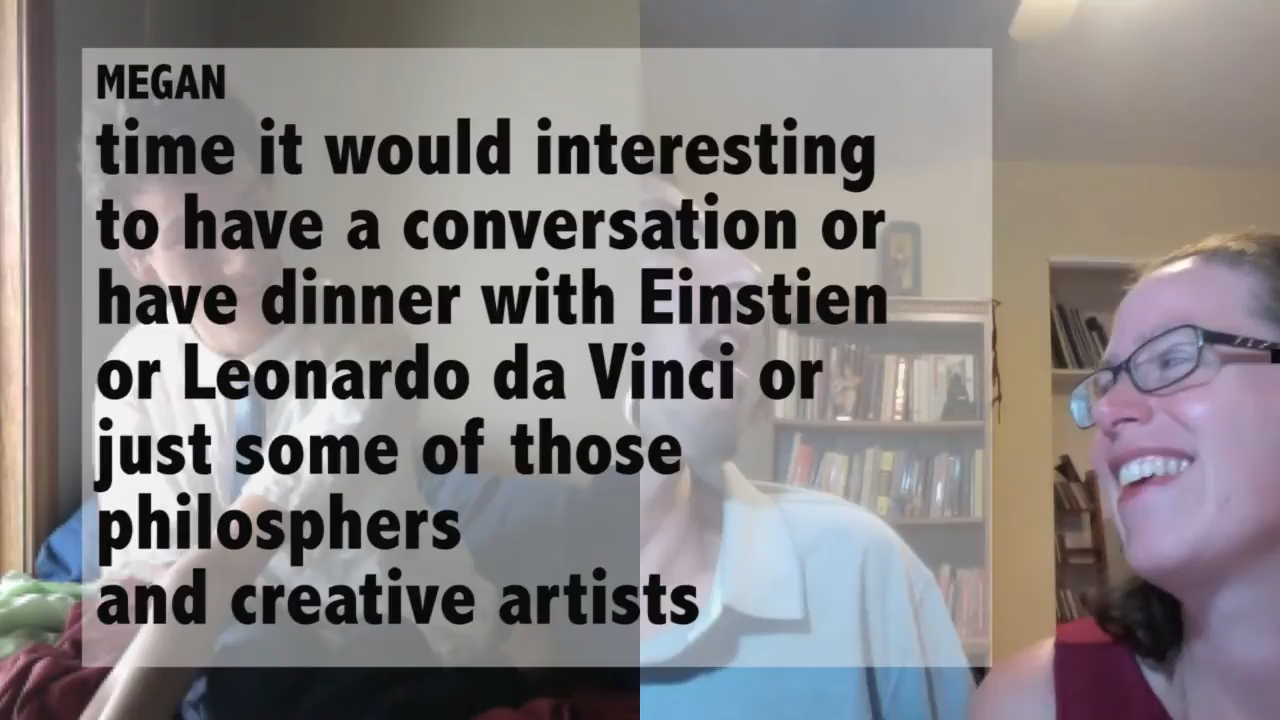 MEGAN
time it would interesting
to have a conversation or
have dinner with Einstien
or Leonardo da Vinci or
just some of those
philosphers
and creative artists